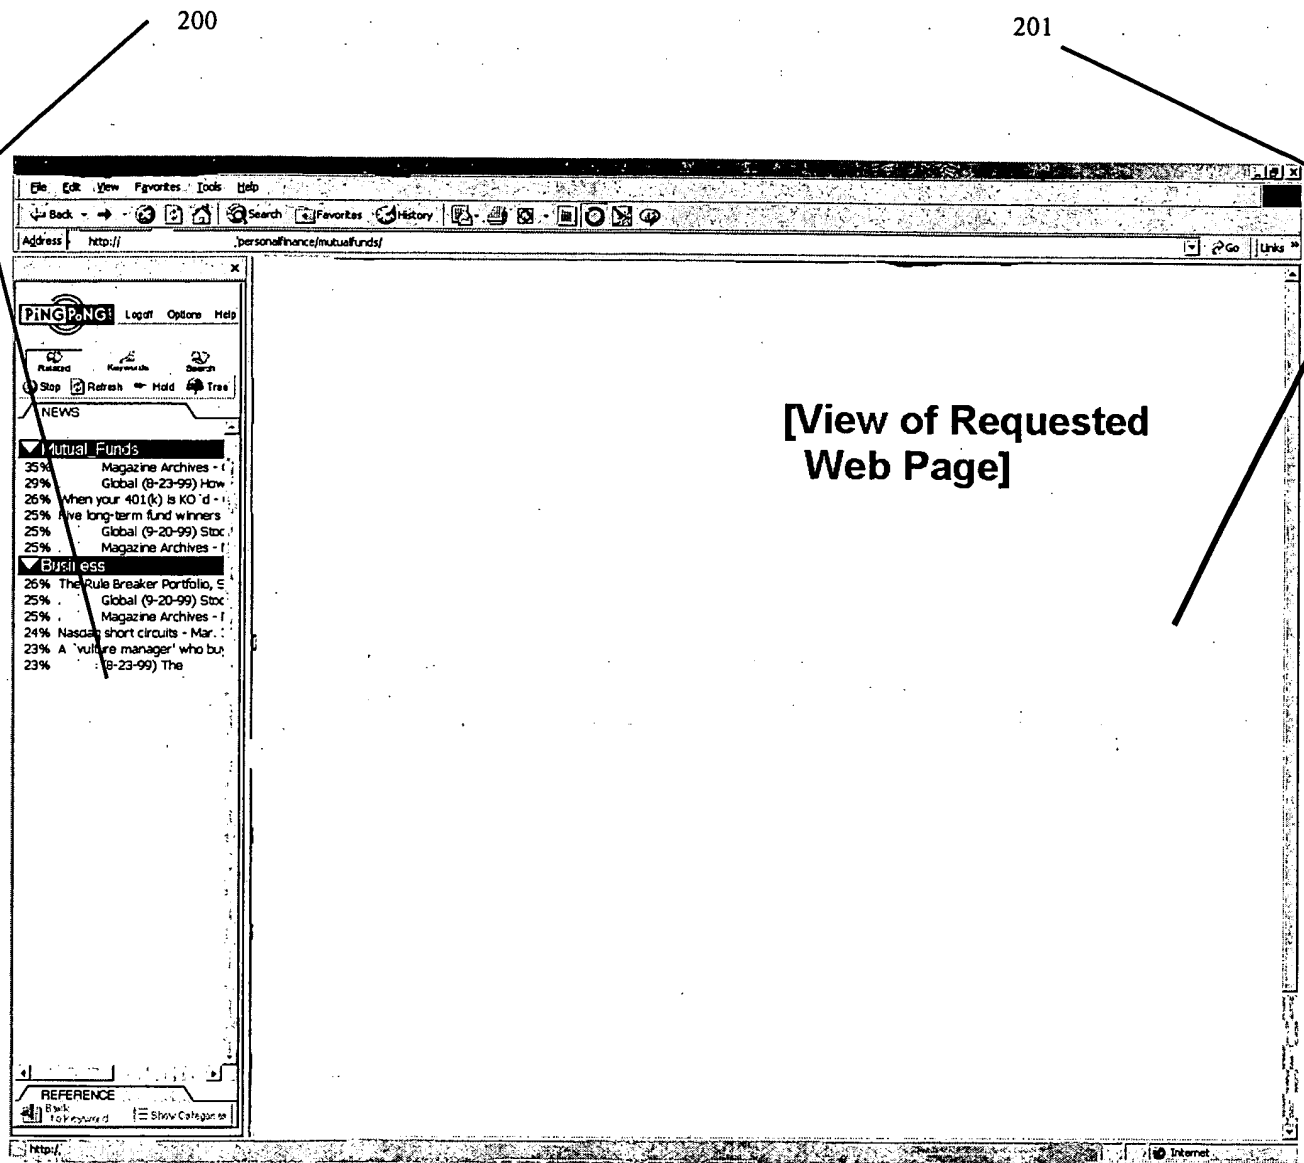 200
201
File Edit View Favorites Tools Help
Back Search Favorites History
Address http:// /personalfinance/mutualfunds/ Go Links »
PiNGPoNG! Logoff Options Help
Related Keywords Search
Stop Refresh Hold Tree
NEWS
Mutual_Funds
35% Magazine Archives -
29% Global (8-23-99) How
26% When your 401(k) is KO`d -
25% Five long-term fund winners
25% Global (9-20-99) Stoc
25% . Magazine Archives -
[View of Requested
Web Page]
Business
26% The Rule Breaker Portfolio, S
25% . Global (9-20-99) Stoc
25% . Magazine Archives -
24% Nasdaq short circuits - Mar.
23% A `vulture manager' who buy
23% (8-23-99) The
REFERENCE
Back
To Keyword Show Categories
http:/ Internet